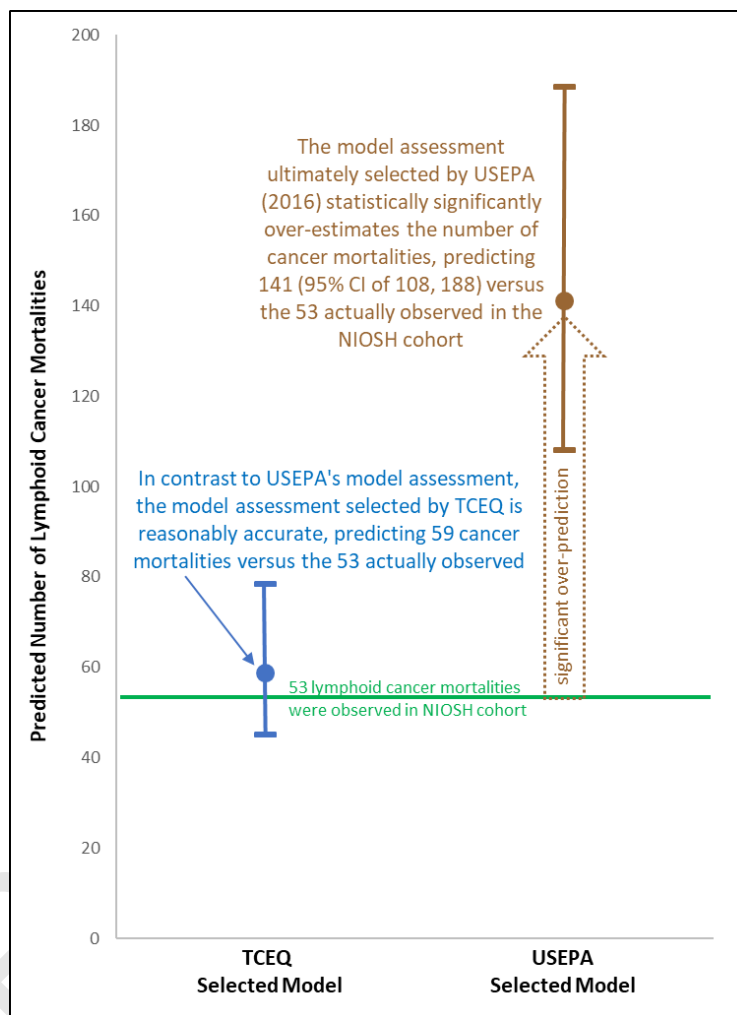 200
180
160
140
120
100
80
60
40
20
0
Predicted Number of Lymphoid Cancer Mortalities
The model assessment
ultimately selected by USEPA
(2016) statistically significantly
over-estimates the number of
cancer mortalities, predicting
141 (95% CI of 108, 188) versus
the 53 actually observed in the
NIOSH cohort
In contrast to USEPA's model assessment,
the model assessment selected by TCEQ is
reasonably accurate, predicting 59 cancer
mortalities versus the 53 actually observed
significant over-prediction
53 lymphoid cancer mortalities
were observed in NIOSH cohort
TCEQ
Selected Model
USEPA
Selected Model